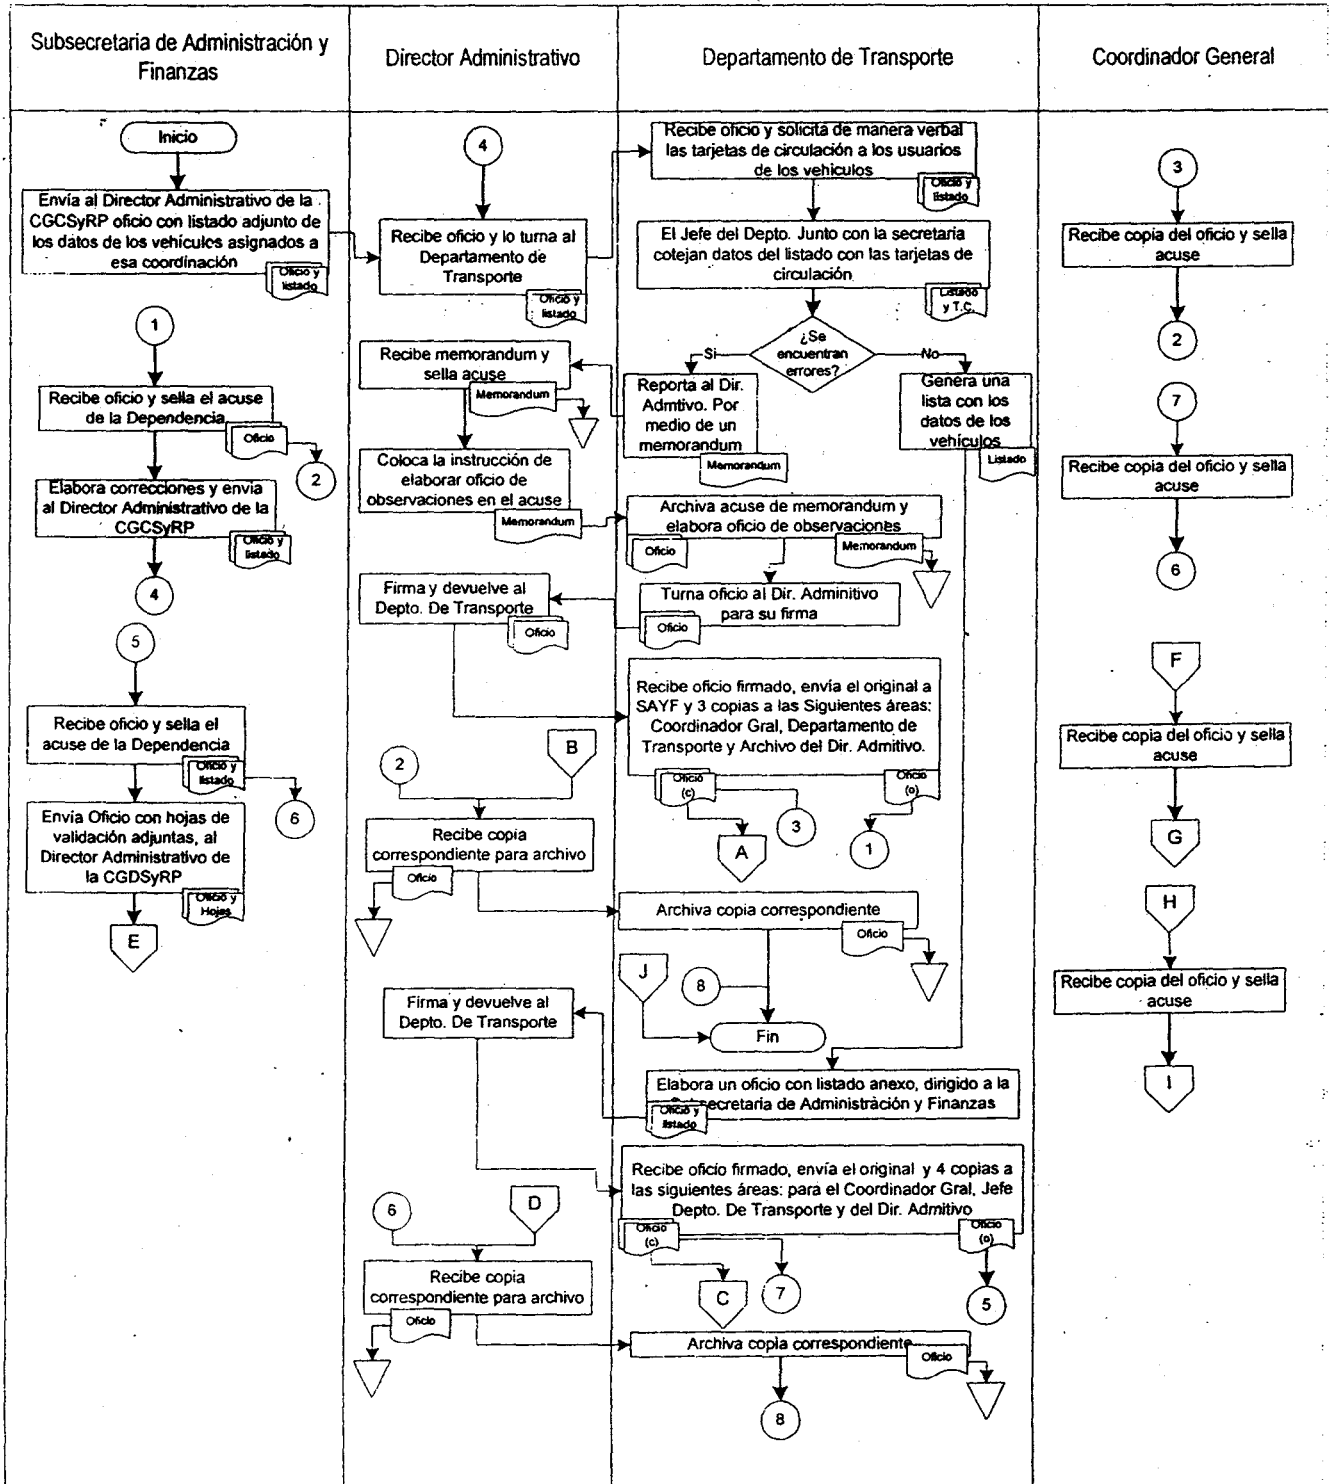 Subsecretaria de Administración y
Finanzas
Director Administrativo
Departamento de Transporte
Coordinador General
Inicio
Envía al Director Administrativo de la
CGCSyRP oficio con listado adjunto de
los datos de los vehículos asignados a
esa coordinación
Oficio y
listado
1
Recibe oficio y sella el acuse
de la Dependencia
Oficio
2
Elabora correcciones y envía
al Director Administrativo de la
CGCSyRP
Oficio y
listado
4
5
Recibe oficio y sella el
acuse de la Dependencia
Oficio y
listado
6
Envía Oficio con hojas de
validación adjuntas, al
Director Administrativo de
la CGDSyRP
Oficio y
Hojas
E
4
Recibe oficio y lo turna al
Departamento de
Transporte
Oficio y
listado
Recibe memorandum y
sella acuse
Memorandum
Coloca la instrucción de
elaborar oficio de
observaciones en el acuse
Memorandum
Firma y devuelve al
Depto. De Transporte
Oficio
2
B
Recibe copia
correspondiente para archivo
Oficio
Firma y devuelve al
Depto. De Transporte
6
D
Recibe copia
correspondiente para archivo
Oficio
Recibe oficio y solicita de manera verbal
las tarjetas de circulación a los usuarios
de los vehiculos
Oficio y
listado
El Jefe del Depto. Junto con la secretaria
cotejan datos del listado con las tarjetas de
circulación
Listado
y T.C.
¿Se
encuentran
errores?
Si
No
Reporta al Dir.
Admtivo. Por
medio de un
memorandum
Memorandum
Genera una
lista con los
datos de los
vehículos
Listado
Archiva acuse de memorandum y
elabora oficio de observaciones
Oficio
Memorandum
Turna oficio al Dir. Adminitivo
para su firma
Oficio
Recibe oficio firmado, envía el original a
SAYF y 3 copias a las Siguientes áreas:
Coordinador Gral, Departamento de
Transporte y Archivo del Dir. Admitivo.
Oficio
(c)
Oficio
(o)
A
3
1
Archiva copia correspondiente
Oficio
J
8
Fin
Elabora un oficio con listado anexo, dirigido a la
Subsecretaria de Administración y Finanzas
Oficio y
listado
Recibe oficio firmado, envía el original y 4 copias a
las siguientes áreas: para el Coordinador Gral, Jefe
Depto. De Transporte y del Dir. Admitivo
Oficio
(c)
Oficio
(o)
C
7
5
Archiva copia correspondiente
Oficio
8
3
Recibe copia del oficio y sella
acuse
2
7
Recibe copia del oficio y sella
acuse
6
F
Recibe copia del oficio y sella
acuse
G
H
Recibe copia del oficio y sella
acuse
I